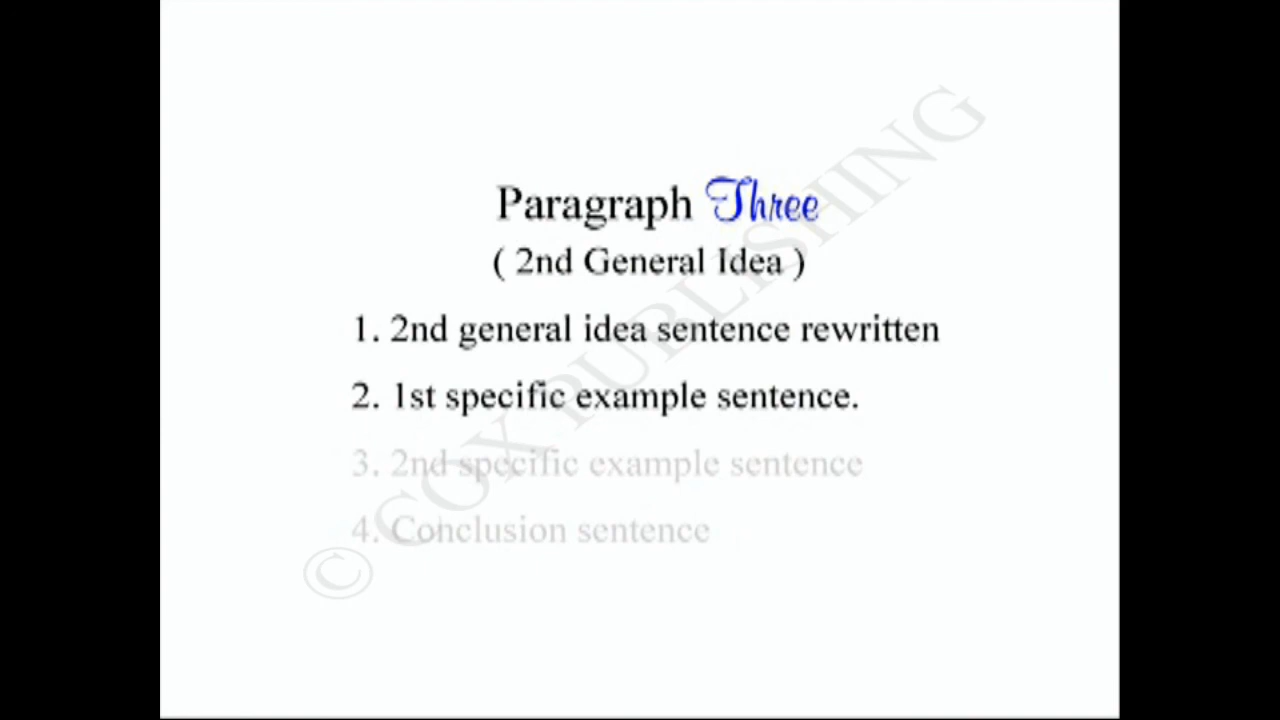 Paragraph Three
( 2nd General Idea )
1. 2nd general idea sentence rewritten
2. 1st specific example sentence.
3. 2nd specific example sentence
4. Conclusion sentence
© COX PUBLISHING